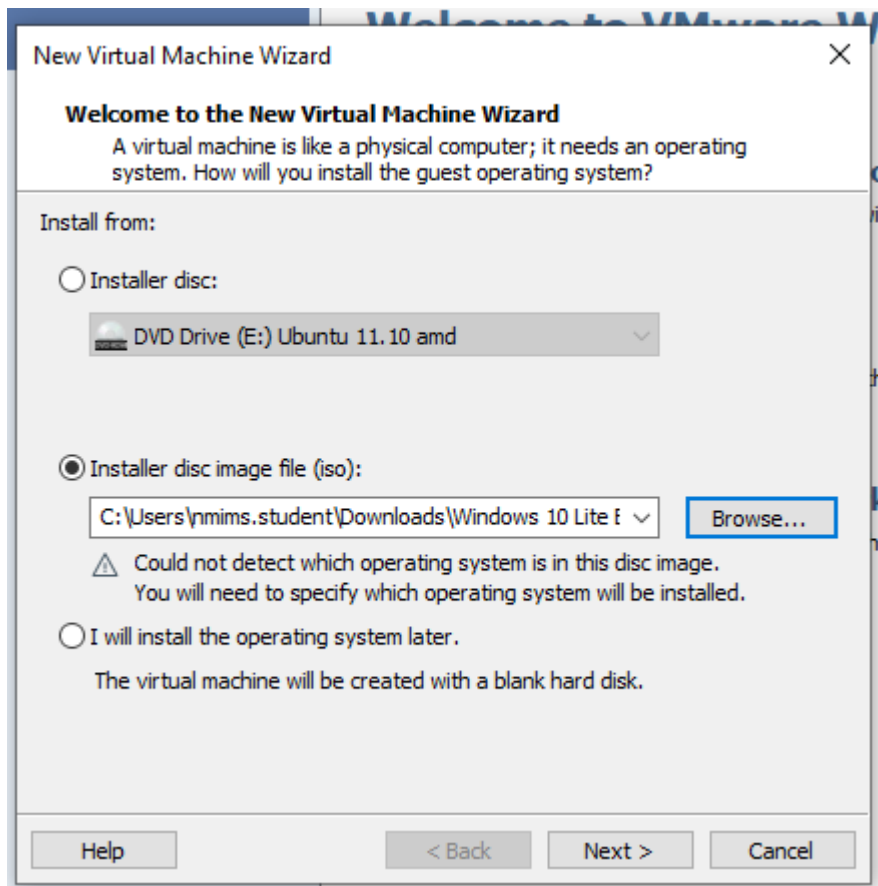 Welcome to VMware W
New Virtual Machine Wizard
Welcome to the New Virtual Machine Wizard
A virtual machine is like a physical computer; it needs an operating
system. How will you install the guest operating system?
Install from:
Installer disc:
DVD Drive (E:) Ubuntu 11.10 amd
Installer disc image file (iso):
C:\Users\nmims.student\Downloads\Windows 10 Lite E
Browse...
Could not detect which operating system is in this disc image.
You will need to specify which operating system will be installed.
I will install the operating system later.
The virtual machine will be created with a blank hard disk.
Help
< Back
Next >
Cancel